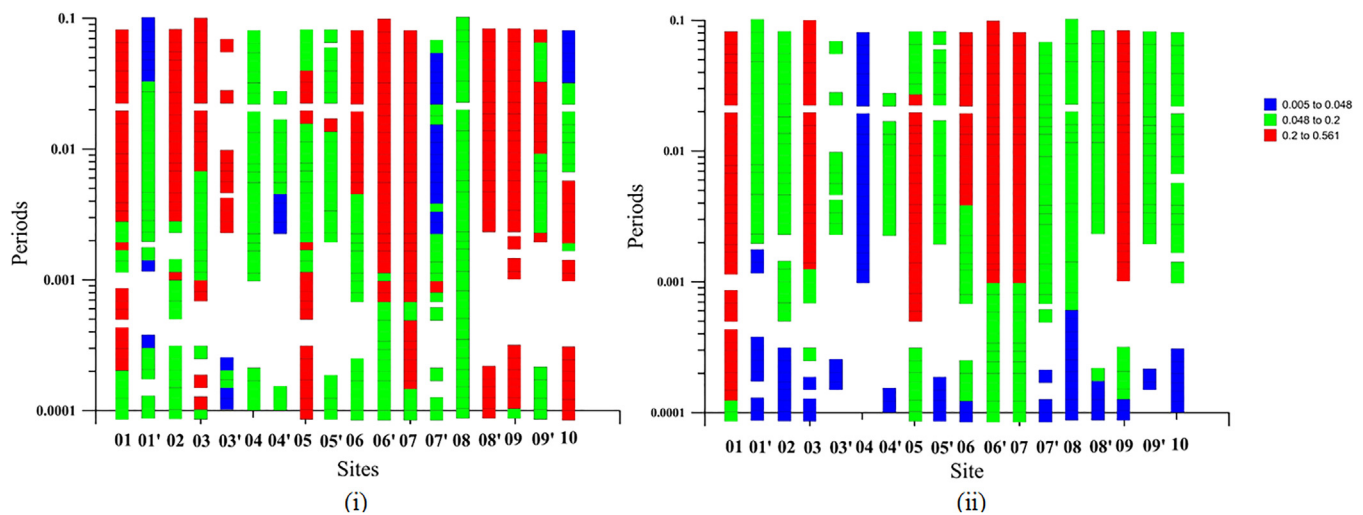 0.1
0.01
0.001
0.0001
Periods
01 01' 02 03 03' 04 04' 05 05' 06 06' 07 07' 08 08' 09 09' 10
Sites
(i)
0.1
0.01
0.001
0.0001
Periods
01 01' 02 03 03' 04 04' 05 05' 06 06' 07 07' 08 08' 09 09' 10
Site
(ii)
0.005 to 0.048
0.048 to 0.2
0.2 to 0.561